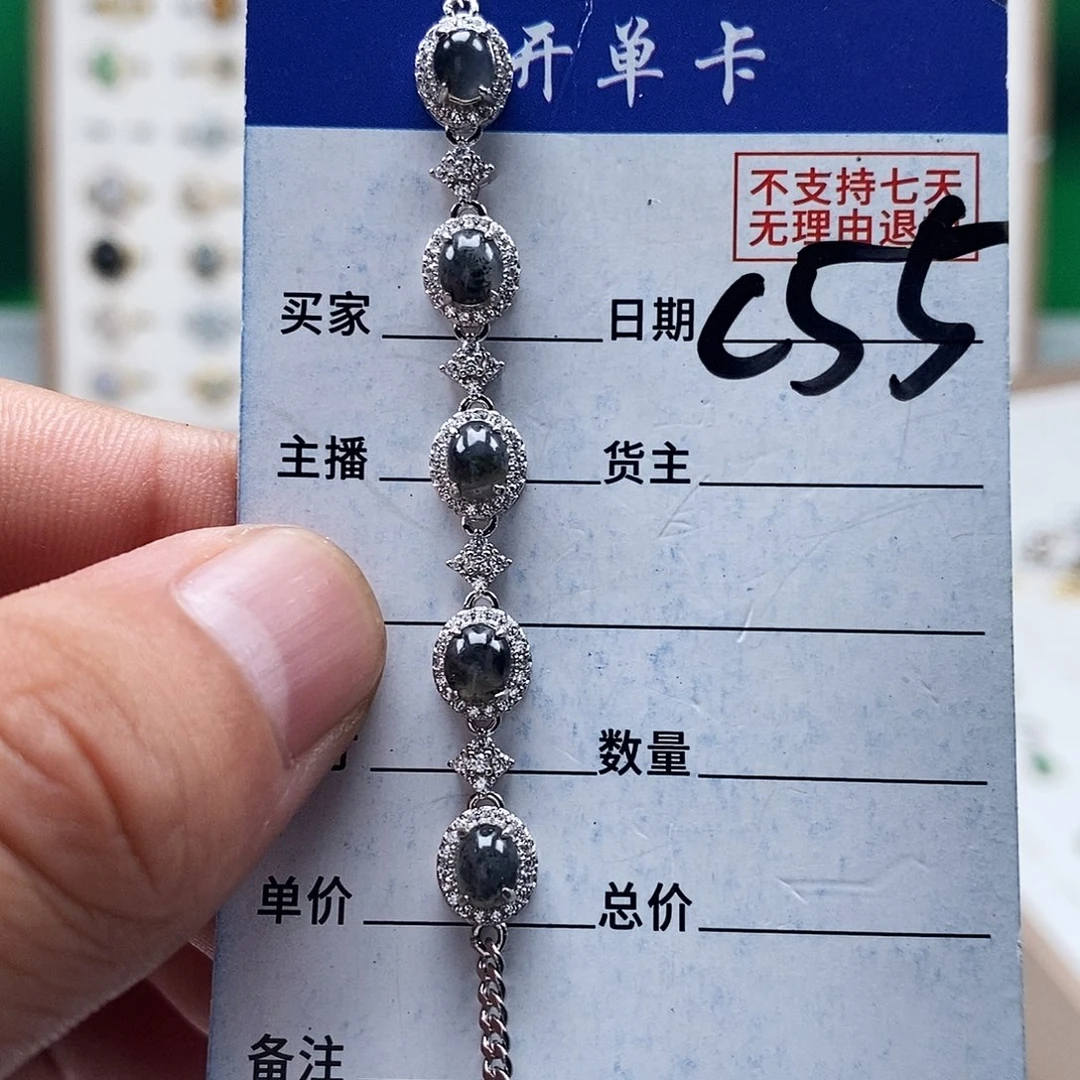 开单卡
不支持七天
无理由退
买家 日期 C55
主播 货主
数量
单价 总价
备注